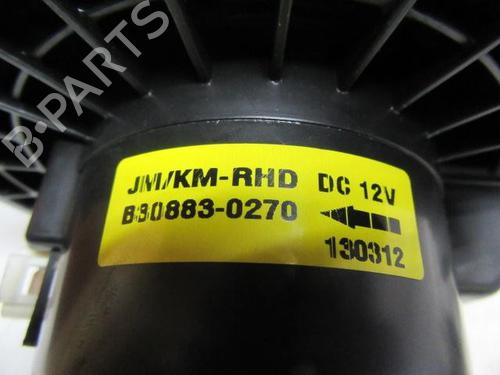 B-PARTS
JM/KM-RHD DC 12V
B30883-0270
130312